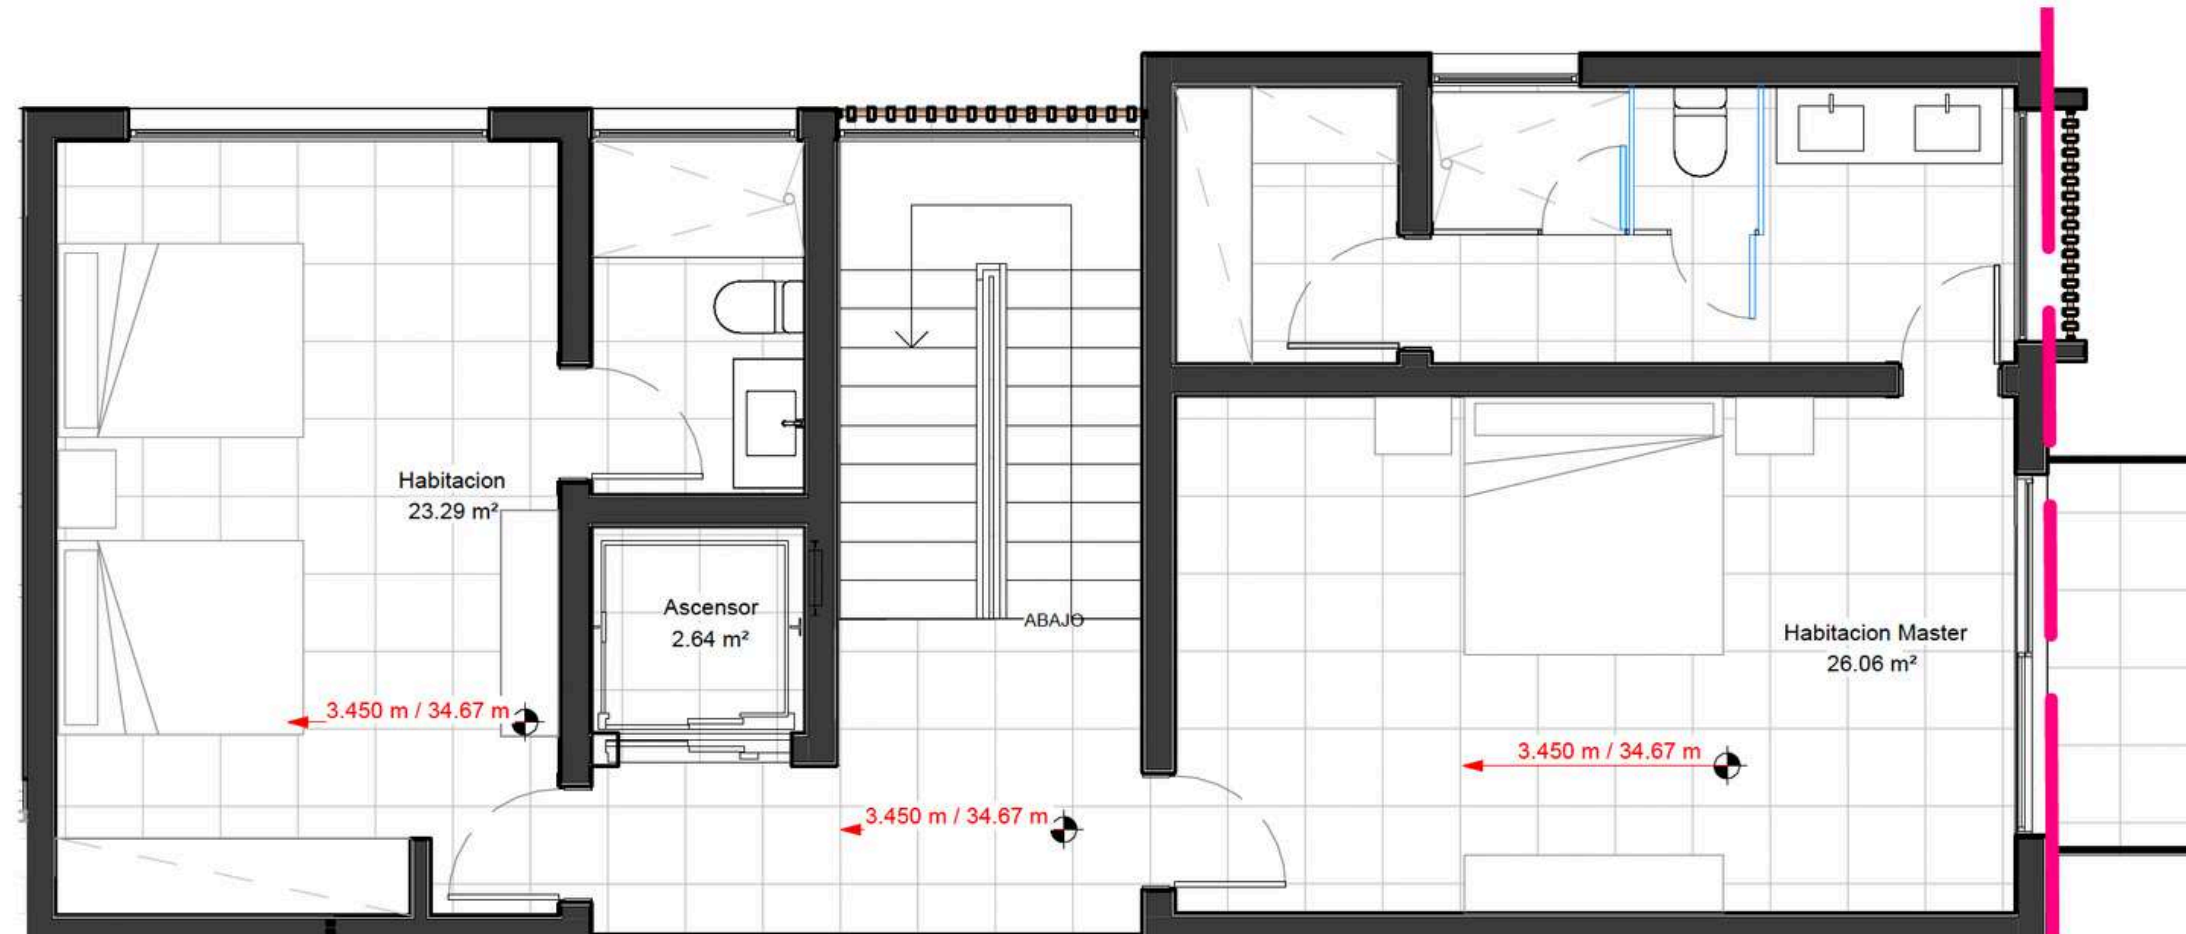 Habitacion
23.29 m²
Ascensor
2.64 m²
ABAJO
Habitacion Master
26.06 m²
3.450 m / 34.67 m
3.450 m / 34.67 m
3.450 m / 34.67 m